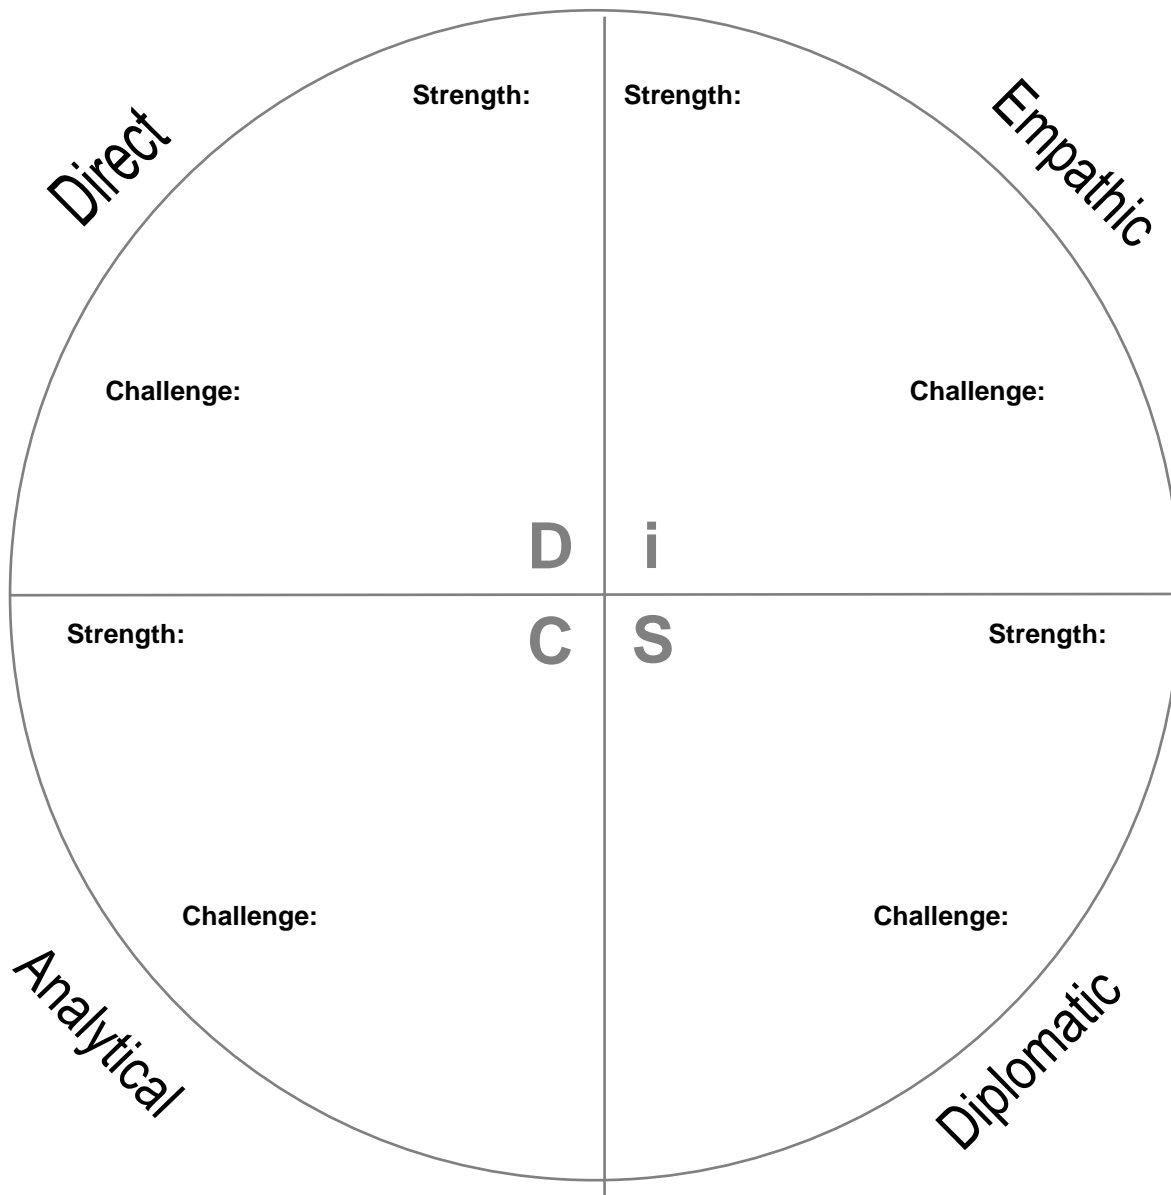 Direct
Empathic
Strength:
Strength:
Challenge:
Challenge:
D
i
C
S
Strength:
Strength:
Challenge:
Challenge:
Analytical
Diplomatic